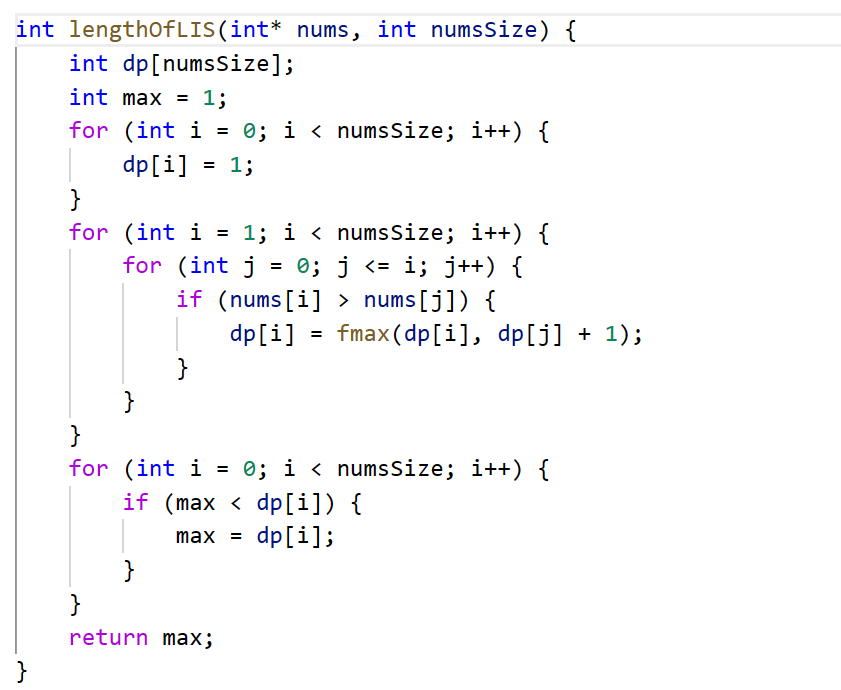 int lengthOfLIS(int* nums, int numsSize) {
    int dp[numsSize];
    int max = 1;
    for (int i = 0; i < numsSize; i++) {
        dp[i] = 1;
    }
    for (int i = 1; i < numsSize; i++) {
        for (int j = 0; j <= i; j++) {
            if (nums[i] > nums[j]) {
                dp[i] = fmax(dp[i], dp[j] + 1);
            }
        }
    }
    for (int i = 0; i < numsSize; i++) {
        if (max < dp[i]) {
            max = dp[i];
        }
    }
    return max;
}